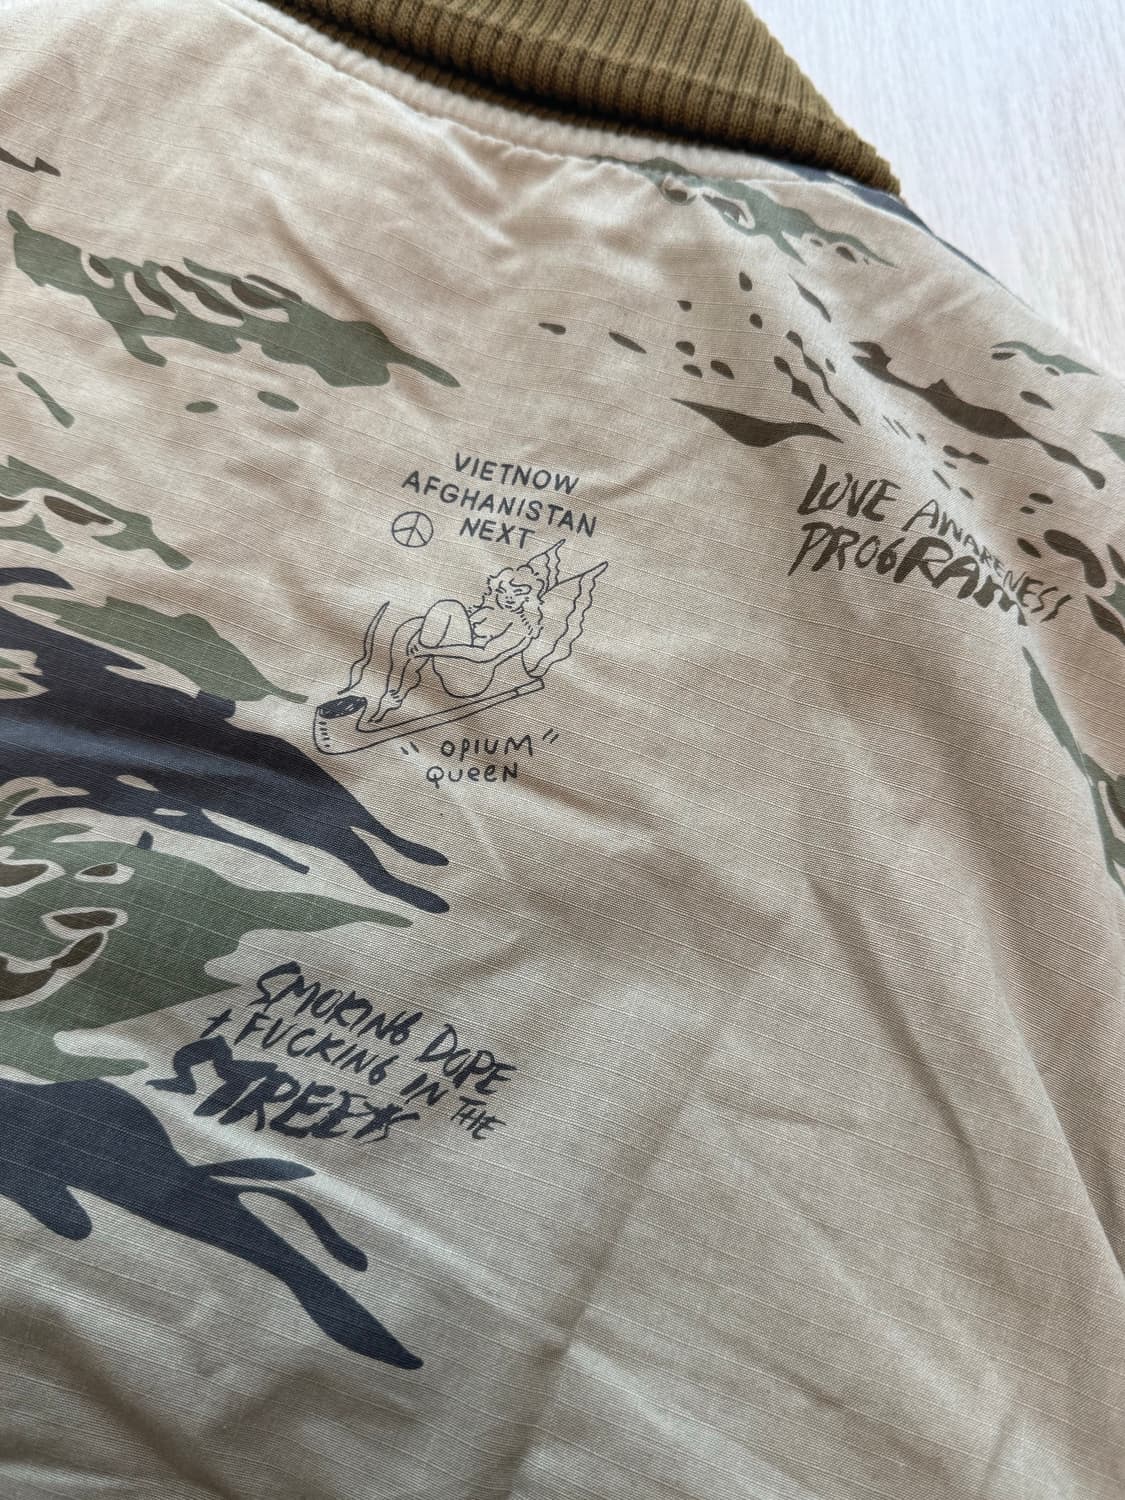 VIETNOW
AFGHANISTAN
NEXT
LOVE AWARENESS
PROGRAM
"OPIUM"
QUEEN
SMOKING DOPE
+ FUCKING IN THE
STREETS